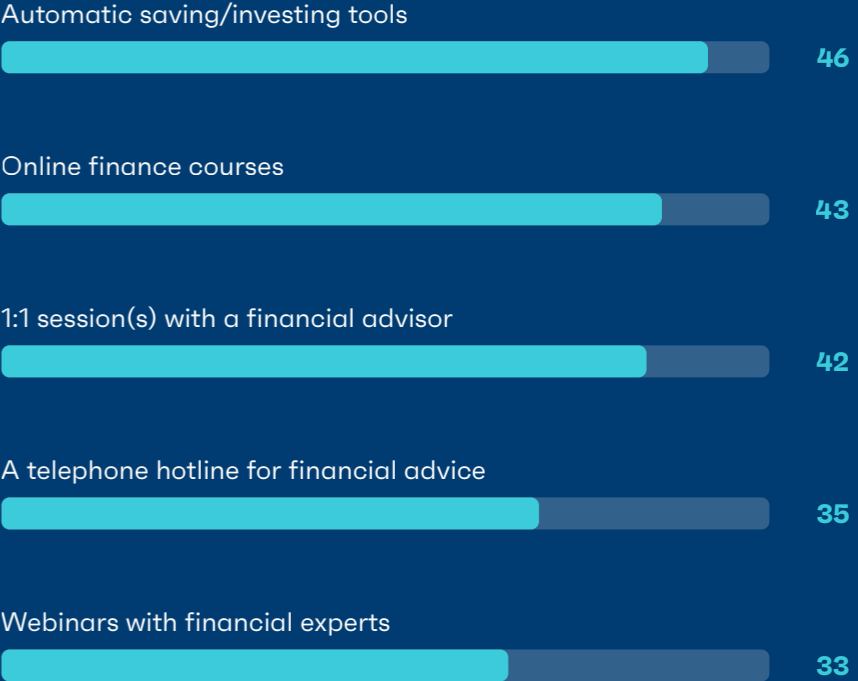 Automatic saving/investing tools
46
Online finance courses
43
1:1 session(s) with a financial advisor
42
A telephone hotline for financial advice
35
Webinars with financial experts
33